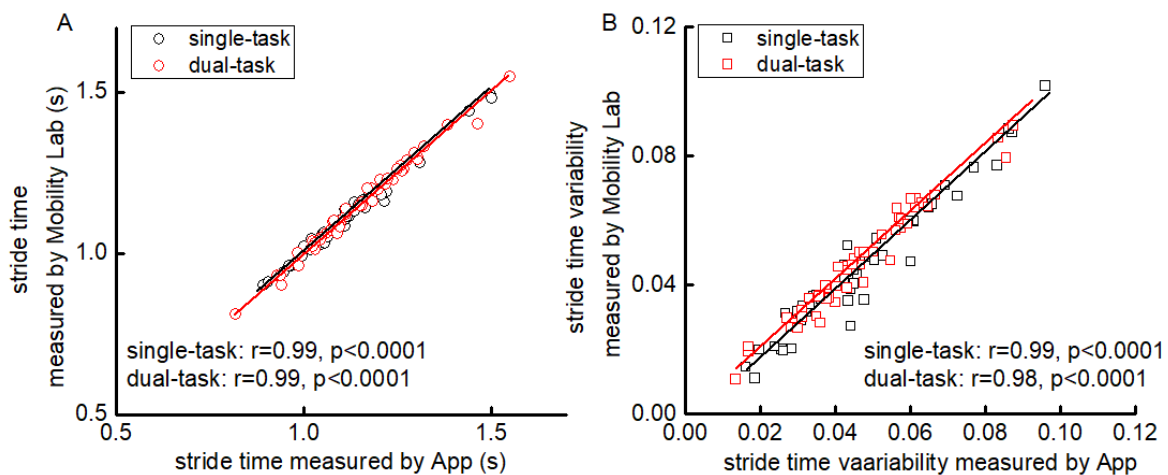 A
single-task
dual-task
stride time
measured by Mobility Lab (s)
1.5
1.0
0.5
single-task: r=0.99, p<0.0001
dual-task: r=0.99, p<0.0001
0.5
1.0
1.5
stride time measured by App (s)
B
single-task
dual-task
stride time variability
measured by Mobility Lab
0.12
0.08
0.04
0.00
single-task: r=0.99, p<0.0001
dual-task: r=0.98, p<0.0001
0.00
0.02
0.04
0.06
0.08
0.10
0.12
stride time vaariability measured by App